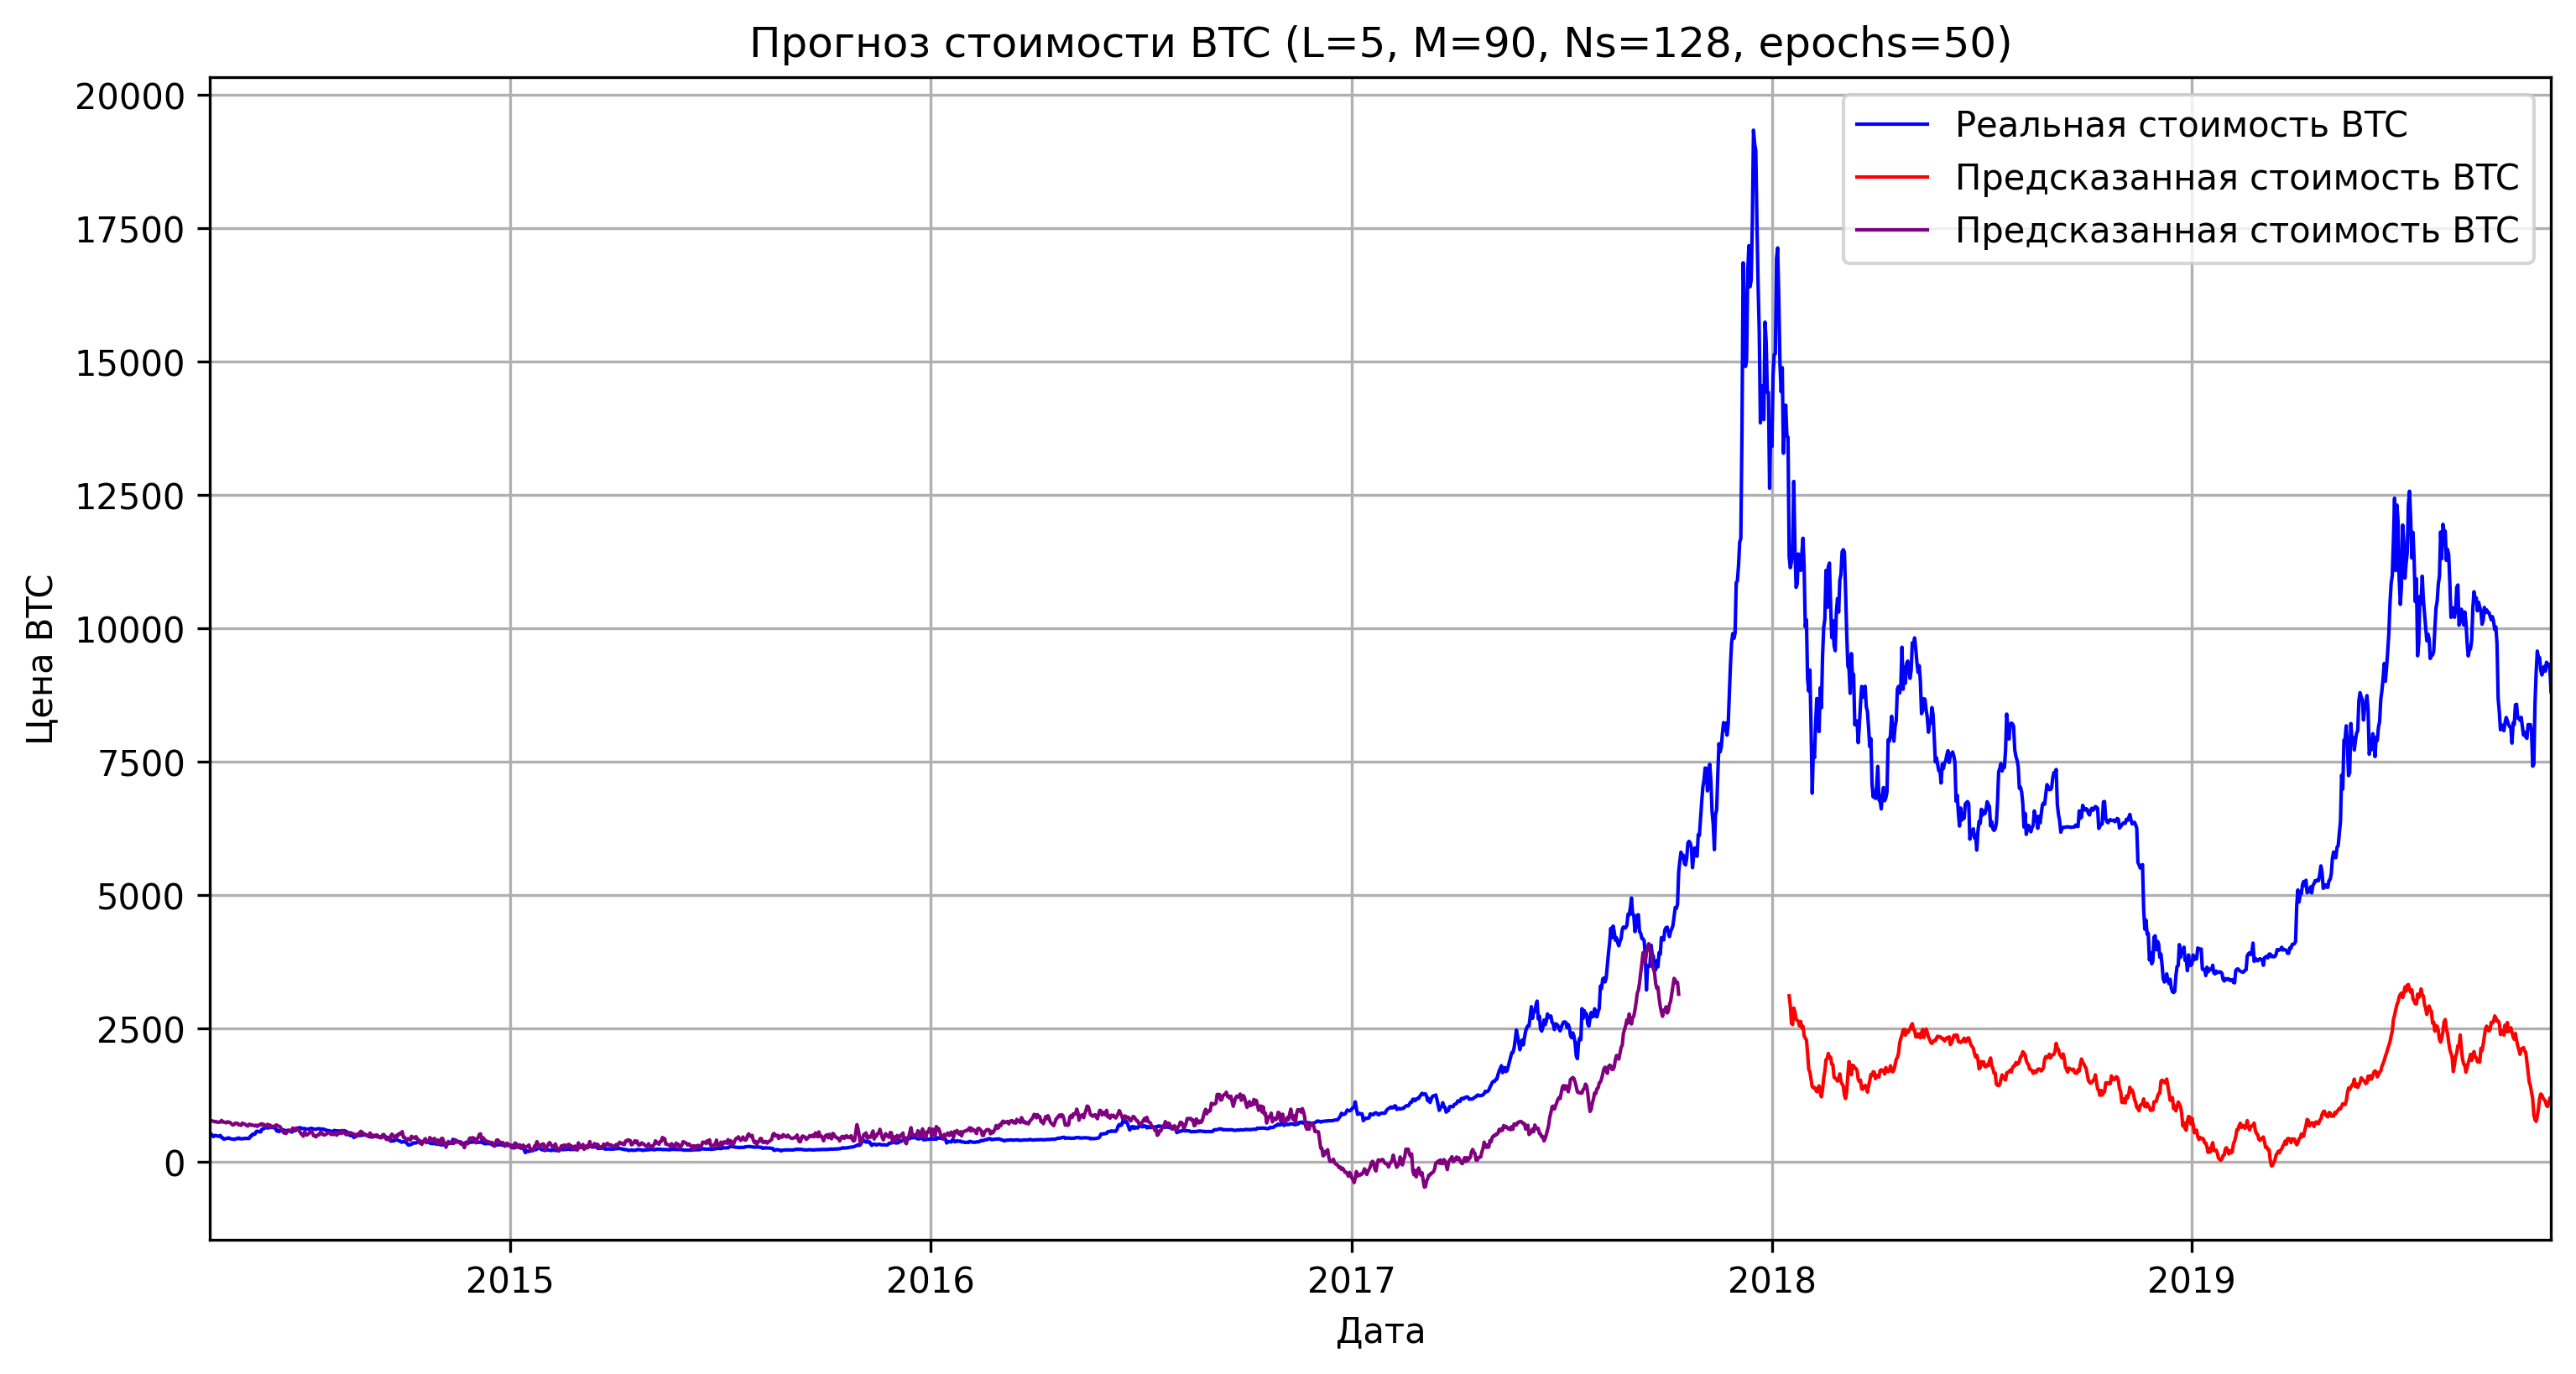 Прогноз стоимости BTC (L=5, M=90, Ns=128, epochs=50)
Реальная стоимость BTC
Предсказанная стоимость BTC
Предсказанная стоимость BTC
Цена BTC
20000
17500
15000
12500
10000
7500
5000
2500
0
2015
2016
2017
2018
2019
Дата